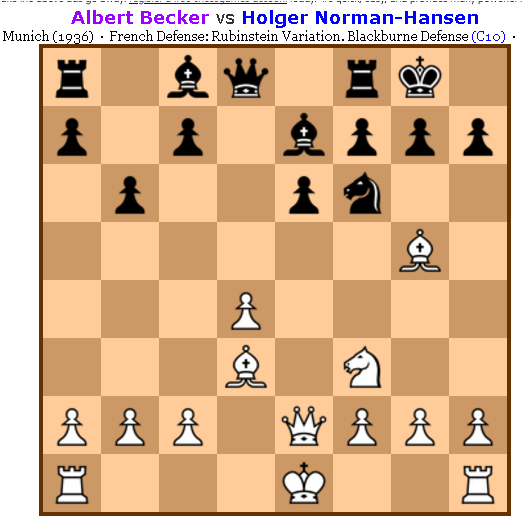 Albert Becker vs Holger Norman-Hansen
Munich (1936) · French Defense: Rubinstein Variation. Blackburne Defense (C10) ·